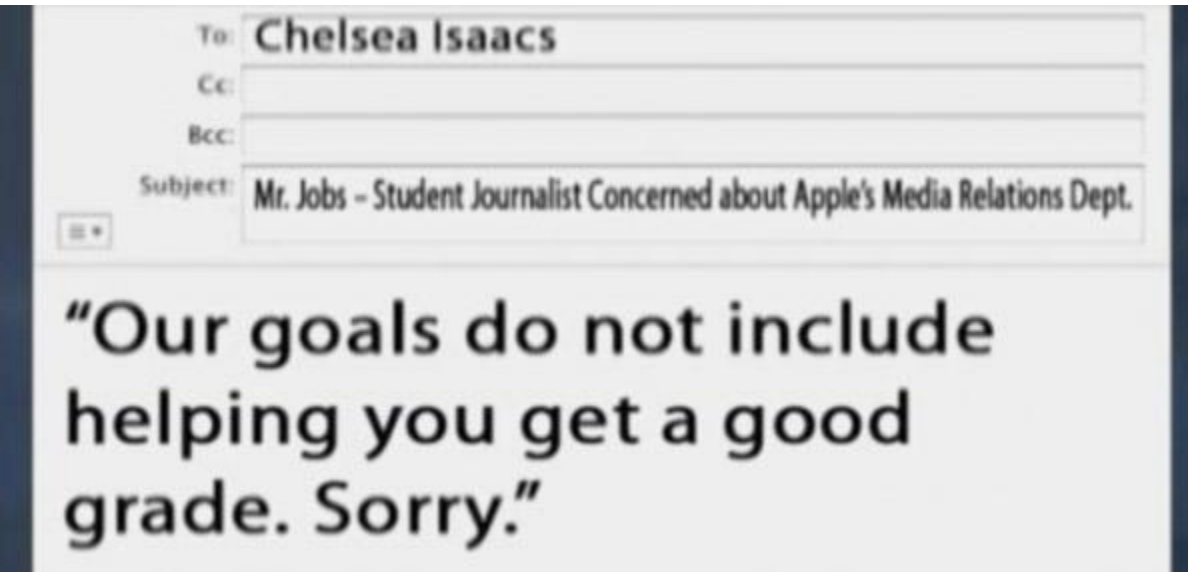 To: Chelsea Isaacs
Cc:
Bcc:
Subject: Mr. Jobs – Student Journalist Concerned about Apple's Media Relations Dept.
“Our goals do not include
helping you get a good
grade. Sorry.”